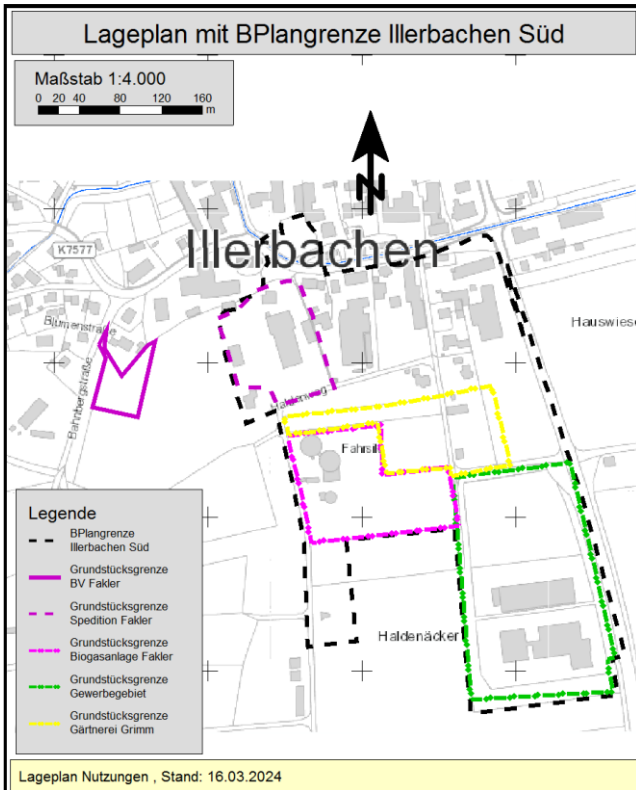 Lageplan mit BPlangrenze Illerbachen Süd
Maßstab 1:4.000
0 20 40 80 120 160
m
N
Illerbachen
K7577
Blumenstraße
Hauswiese
Bahnbergstraße
Haldenweg
Haldenäcker
Legende
BPlangrenze
Illerbachen Süd
Grundstücksgrenze
BV Fakler
Grundstücksgrenze
Spedition Fakler
Grundstücksgrenze
Biogasanlage Fakler
Grundstücksgrenze
Gewerbegebiet
Grundstücksgrenze
Gärtnerei Grimm
Lageplan Nutzungen , Stand: 16.03.2024